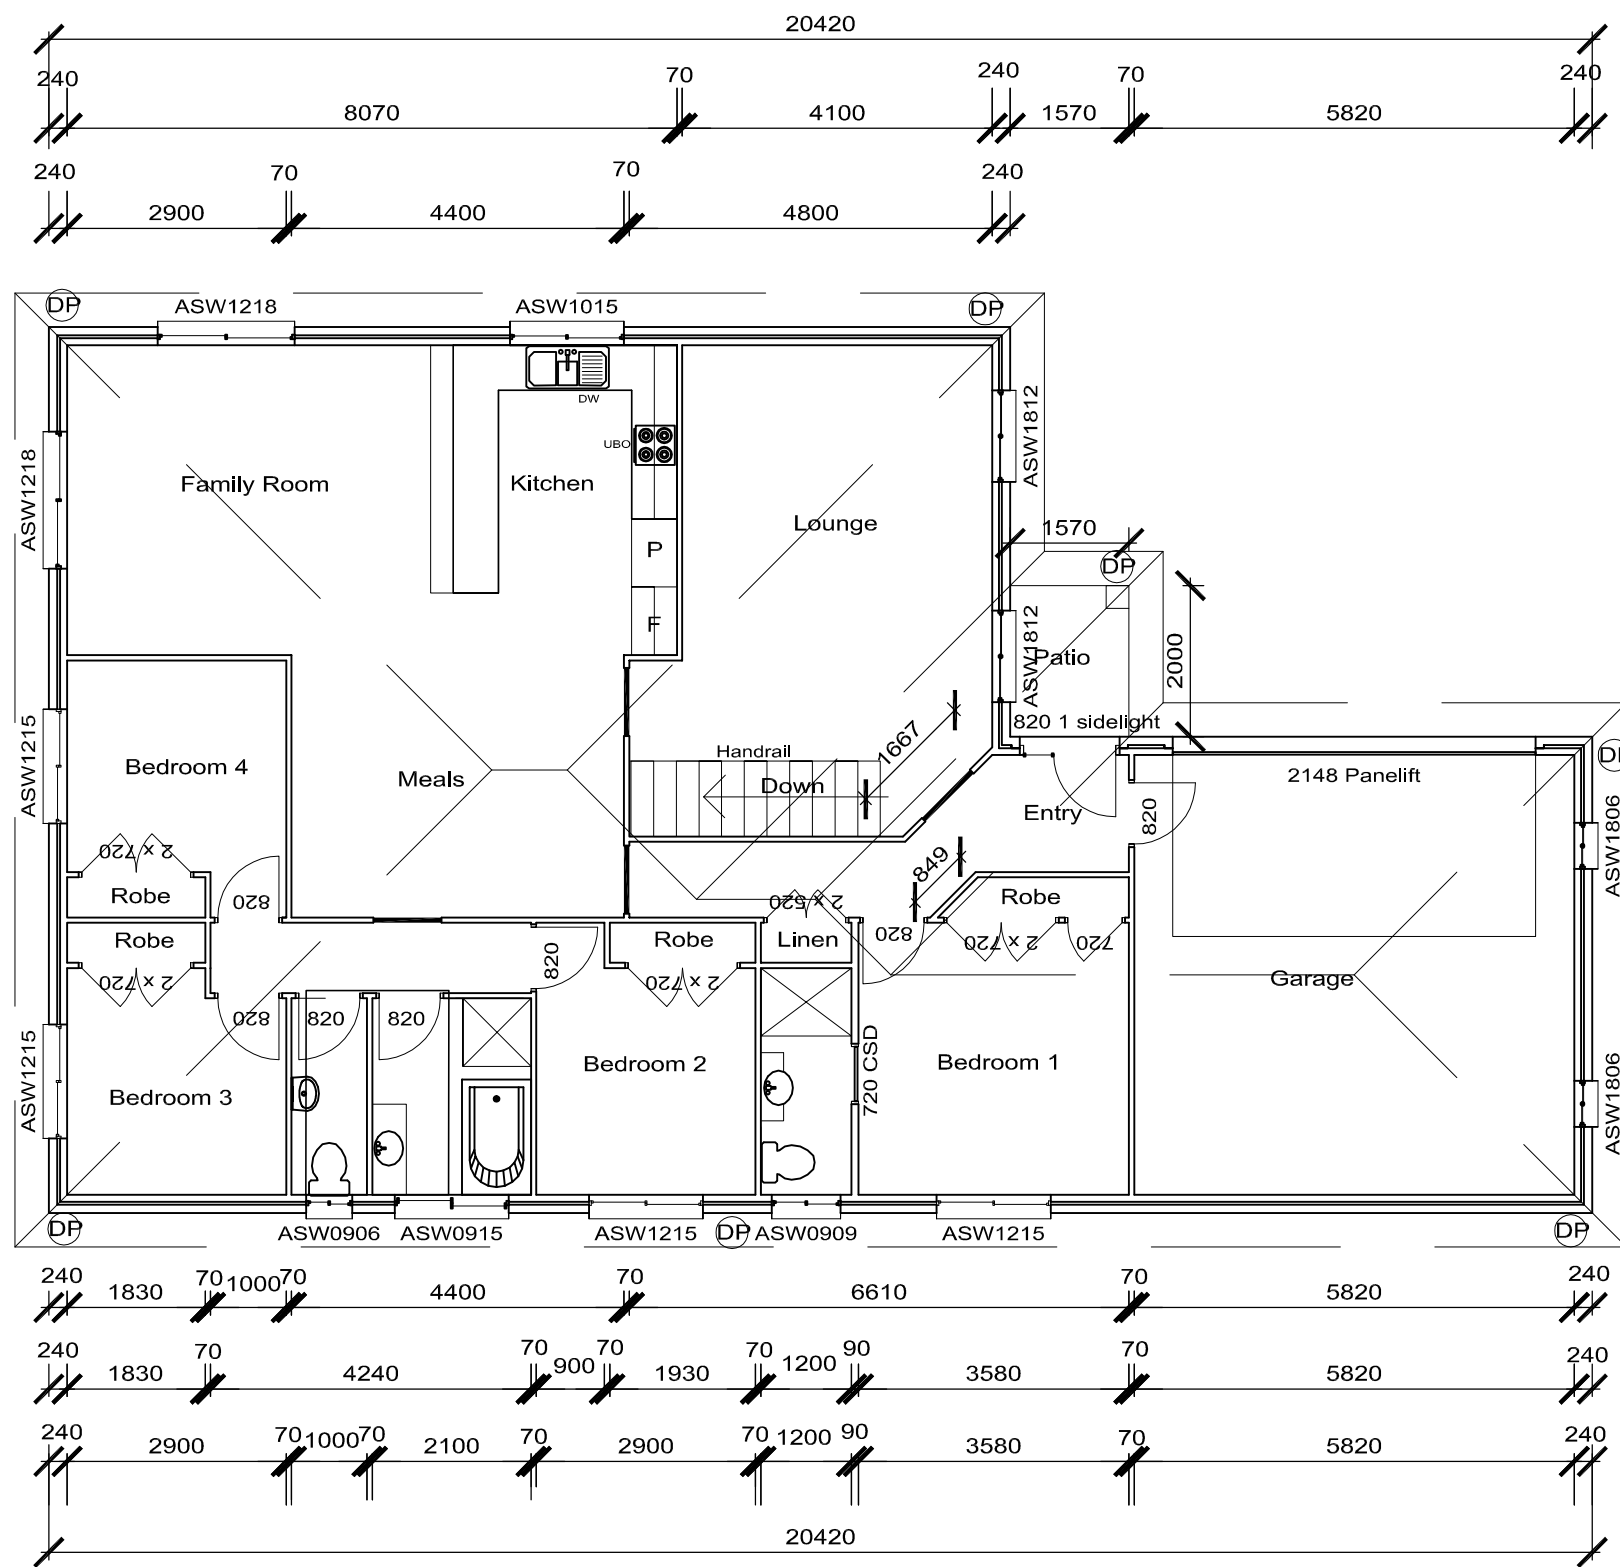 20420
240 70 240 70 240
8070 4100 1570 5820
240 70 70 240
2900 4400 4800
DP ASW1218 ASW1015 DP
ASW1812
DW
UBO
ASW1218
Family Room Kitchen
Lounge
1570
P
DP
F
ASW1812
Patio
2000
820 1 sidelight
1667
Handrail
Down
DP
ASW1215
Bedroom 4
Meals
2148 Panelift
Entry
820
ASW1806
2 x 720
849
Robe
820
2 x 520
Robe
Robe
Robe
Linen
820
2 x 720
720
2 x 720
820
2 x 720
Garage
820
820
820
ASW1215
Bedroom 3
Bedroom 2
720 CSD
Bedroom 1
ASW1806
DP ASW0906 ASW0915 ASW1215 DP ASW0909 ASW1215 DP
240 70 70 70 70 240
1830 1000 4400 6610 5820
240 70 70 70 70 90 70 240
1830 4240 900 1930 1200 3580 5820
240 70 70 70 70 90 70 240
2900 1000 2100 2900 1200 3580 5820
20420